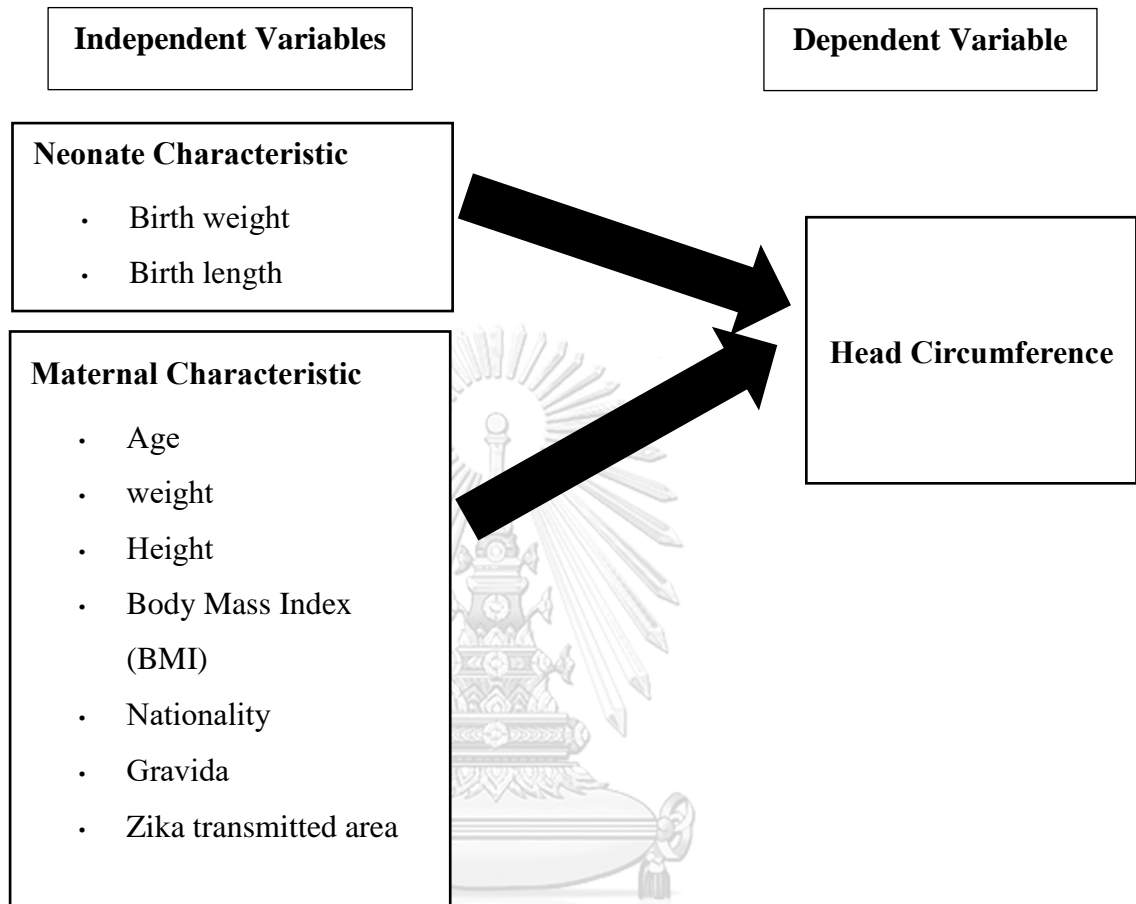 Independent Variables
Dependent Variable
Neonate Characteristic
· Birth weight
· Birth length
Maternal Characteristic
· Age
· weight
· Height
· Body Mass Index
(BMI)
· Nationality
· Gravida
· Zika transmitted area
Head Circumference